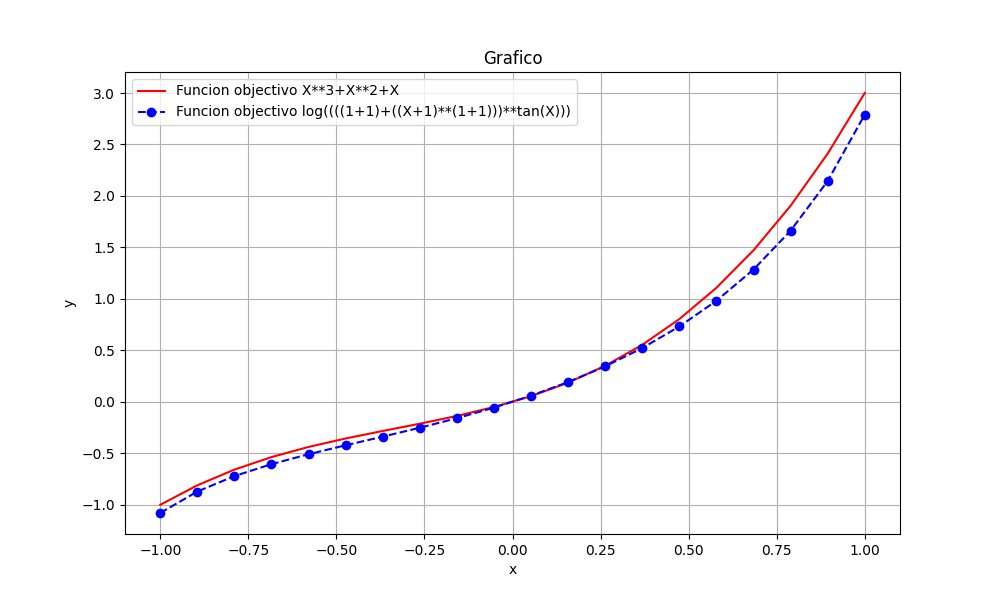 Grafico
Funcion objectivo X**3+X**2+X
Funcion objectivo log((((1+1)+((X+1)**(1+1)))**tan(X)))
3.0
2.5
2.0
1.5
1.0
0.5
0.0
−0.5
−1.0
y
−1.00 −0.75 −0.50 −0.25 0.00 0.25 0.50 0.75 1.00
x